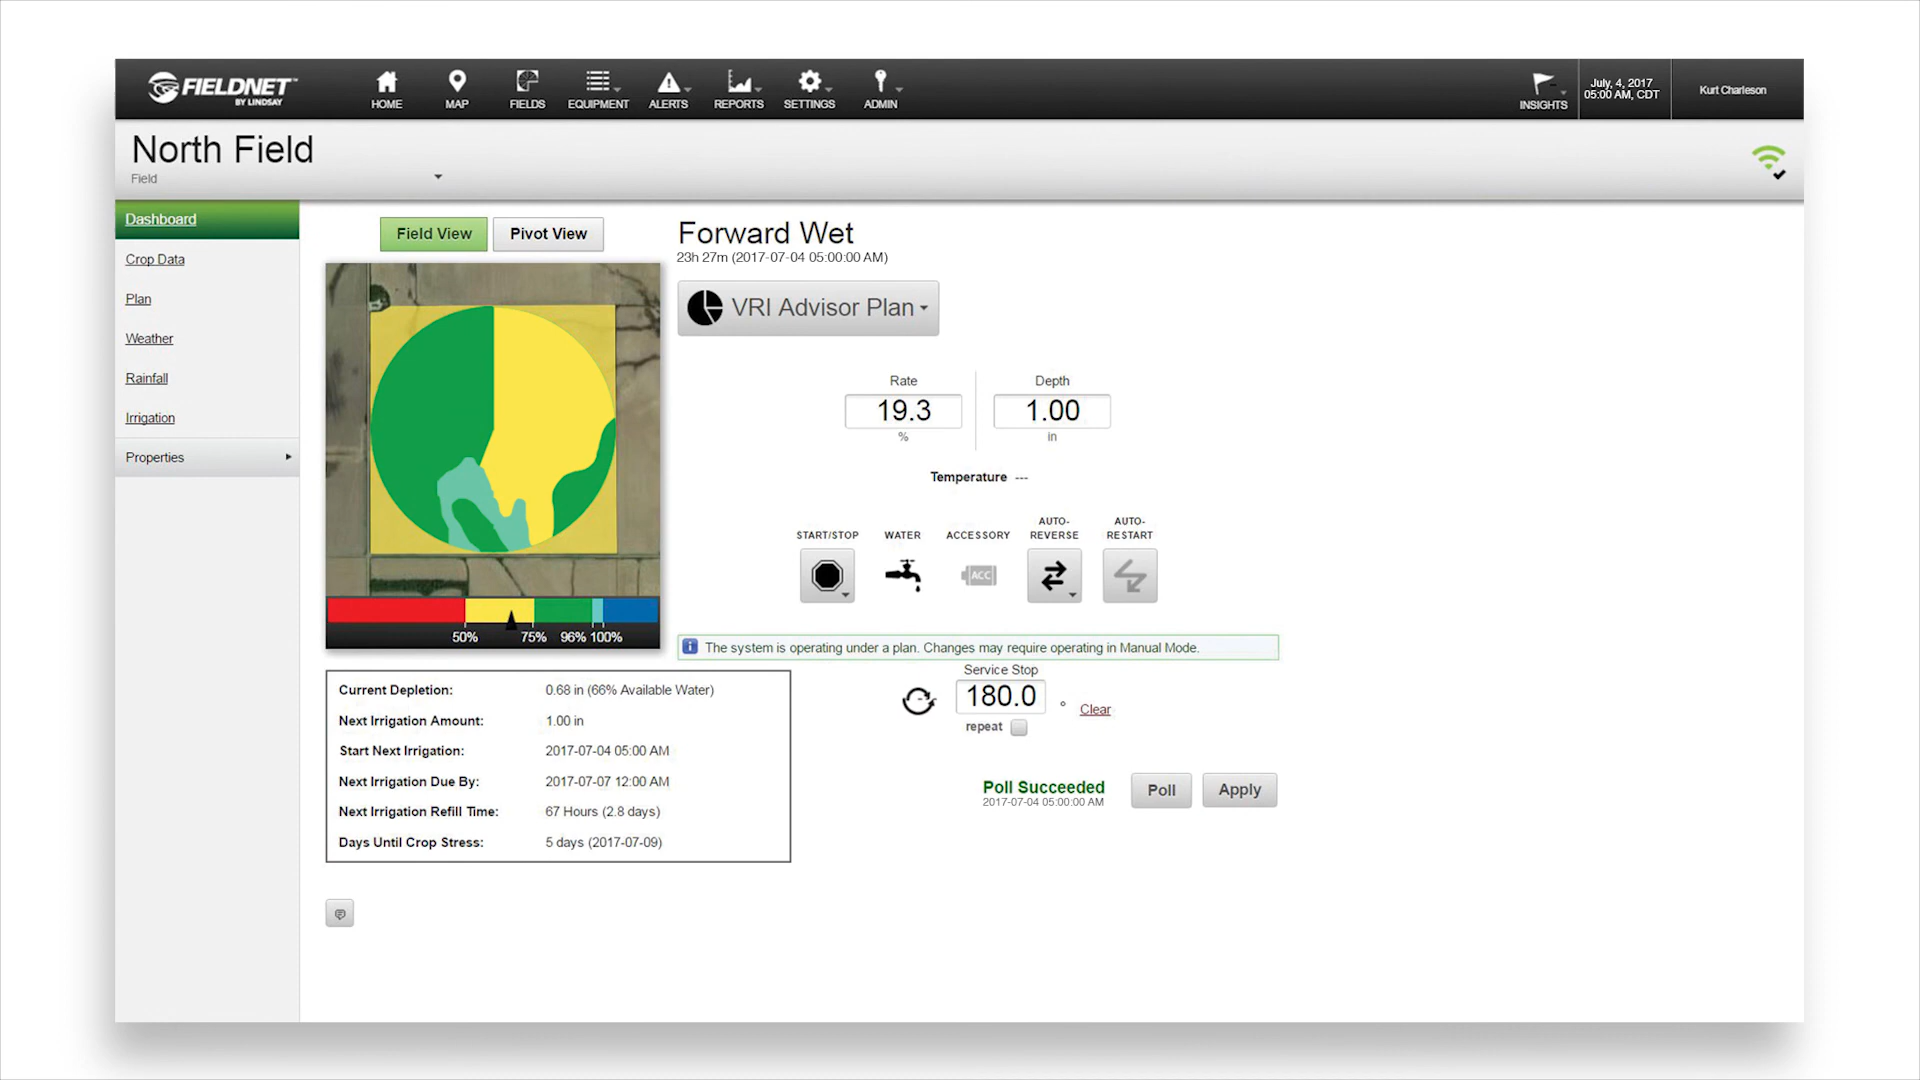 FIELDNET™
BY LINDSAY
HOME
MAP
FIELDS
EQUIPMENT
ALERTS
REPORTS
SETTINGS
ADMIN
INSIGHTS
July, 4, 2017
05:00 AM, CDT
Kurt Charleson
North Field
Field
Dashboard
Crop Data
Plan
Weather
Rainfall
Irrigation
Properties
Field View
Pivot View
50% 75% 96% 100%
Current Depletion: 0.68 in (66% Available Water)
Next Irrigation Amount: 1.00 in
Start Next Irrigation: 2017-07-04 05:00 AM
Next Irrigation Due By: 2017-07-07 12:00 AM
Next Irrigation Refill Time: 67 Hours (2.8 days)
Days Until Crop Stress: 5 days (2017-07-09)
Forward Wet
23h 27m (2017-07-04 05:00:00 AM)
VRI Advisor Plan
Rate
19.3
%
Depth
1.00
in
Temperature ---
START/STOP
WATER
ACCESSORY
ACC
AUTO-
REVERSE
AUTO-
RESTART
The system is operating under a plan. Changes may require operating in Manual Mode.
Service Stop
180.0 °
Clear
repeat
Poll Succeeded
2017-07-04 05:00:00 AM
Poll
Apply